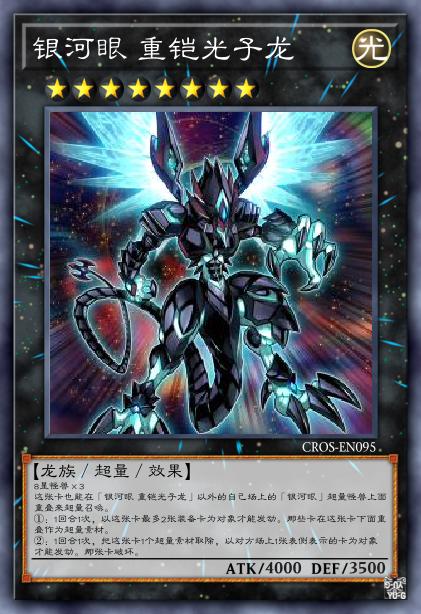 银河眼 重铠光子龙
光
CROS-EN095
【龙族／超量／效果】
8星怪兽×3
这张卡也能在「银河眼 重铠光子龙」以外的自己场上的「银河眼」超量怪兽上面
重叠来超量召唤。
①：1回合1次，以这张卡最多2张装备卡为对象才能发动。那些卡在这张卡下面重
叠作为超量素材。
②：1回合1次，把这张卡1个超量素材取除，以对方场上1张表侧表示的卡为对象
才能发动。那张卡破坏。
ATK/4000 DEF/3500